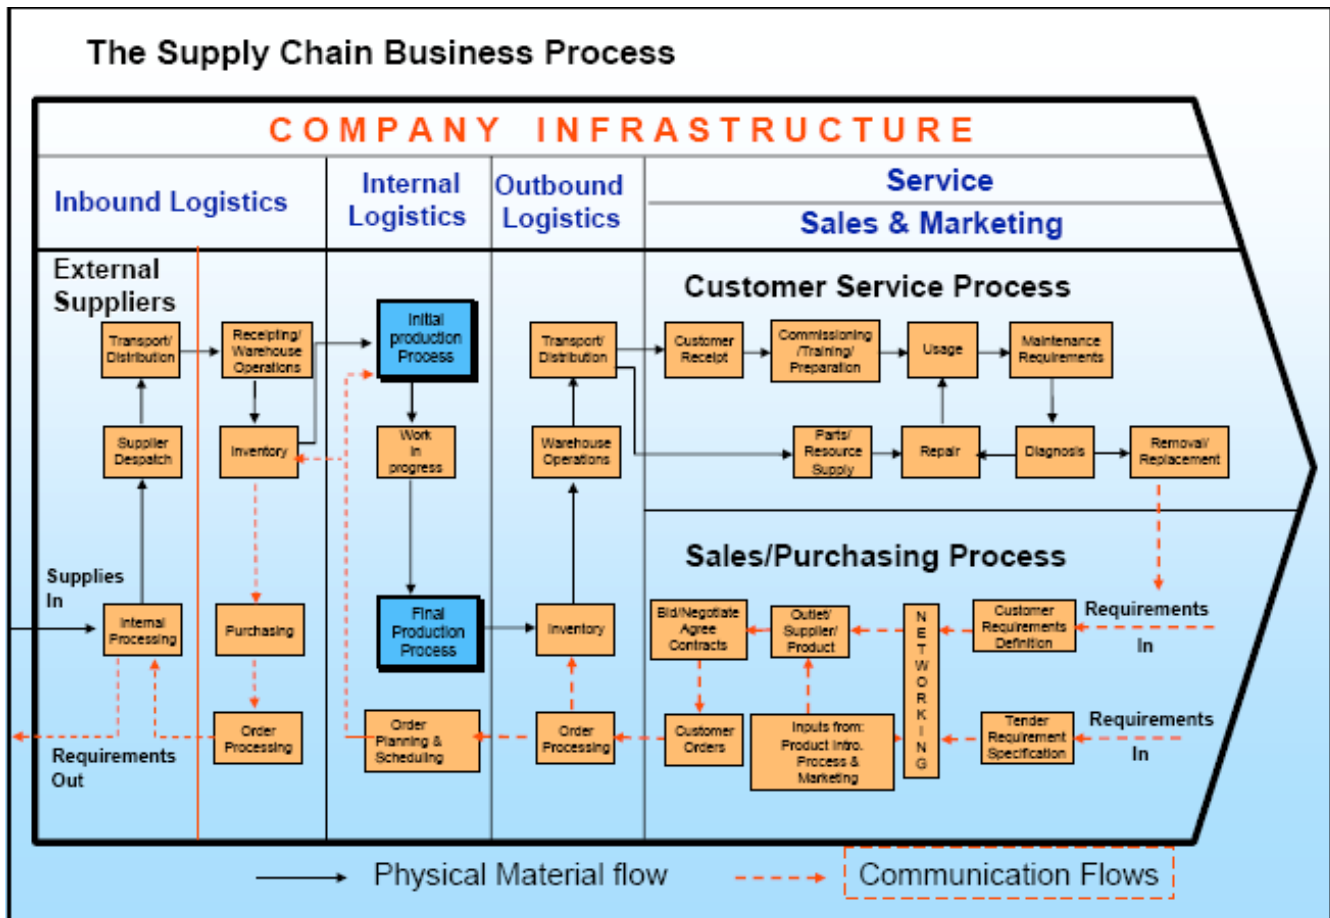 The Supply Chain Business Process
COMPANY INFRASTRUCTURE
Inbound Logistics
Internal
Logistics
Outbound
Logistics
Service
Sales & Marketing
External
Suppliers
Transport/
Distribution
Receipting/
Warehouse
Operations
Initial
production
Process
Transport/
Distribution
Customer Service Process
Customer
Receipt
Commissioning
/Training/
Preparation
Usage
Maintenance
Requirements
Supplier
Despatch
Inventory
Work
in
progress
Warehouse
Operations
Parts/
Resource
Supply
Repair
Diagnosis
Removal/
Replacement
Sales/Purchasing Process
Supplies
In
Internal
Processing
Purchasing
Final
Production
Process
Inventory
Bid/Negotiate
Agree
Contracts
Outlet/
Supplier/
Product
NETWORKING
Customer
Requirements
Definition
Requirements
In
Requirements
Out
Order
Processing
Order
Planning &
Scheduling
Order
Processing
Customer
Orders
Inputs from:
Product Intro.
Process &
Marketing
Tender
Requirement
Specification
Requirements
In
Physical Material flow
Communication Flows